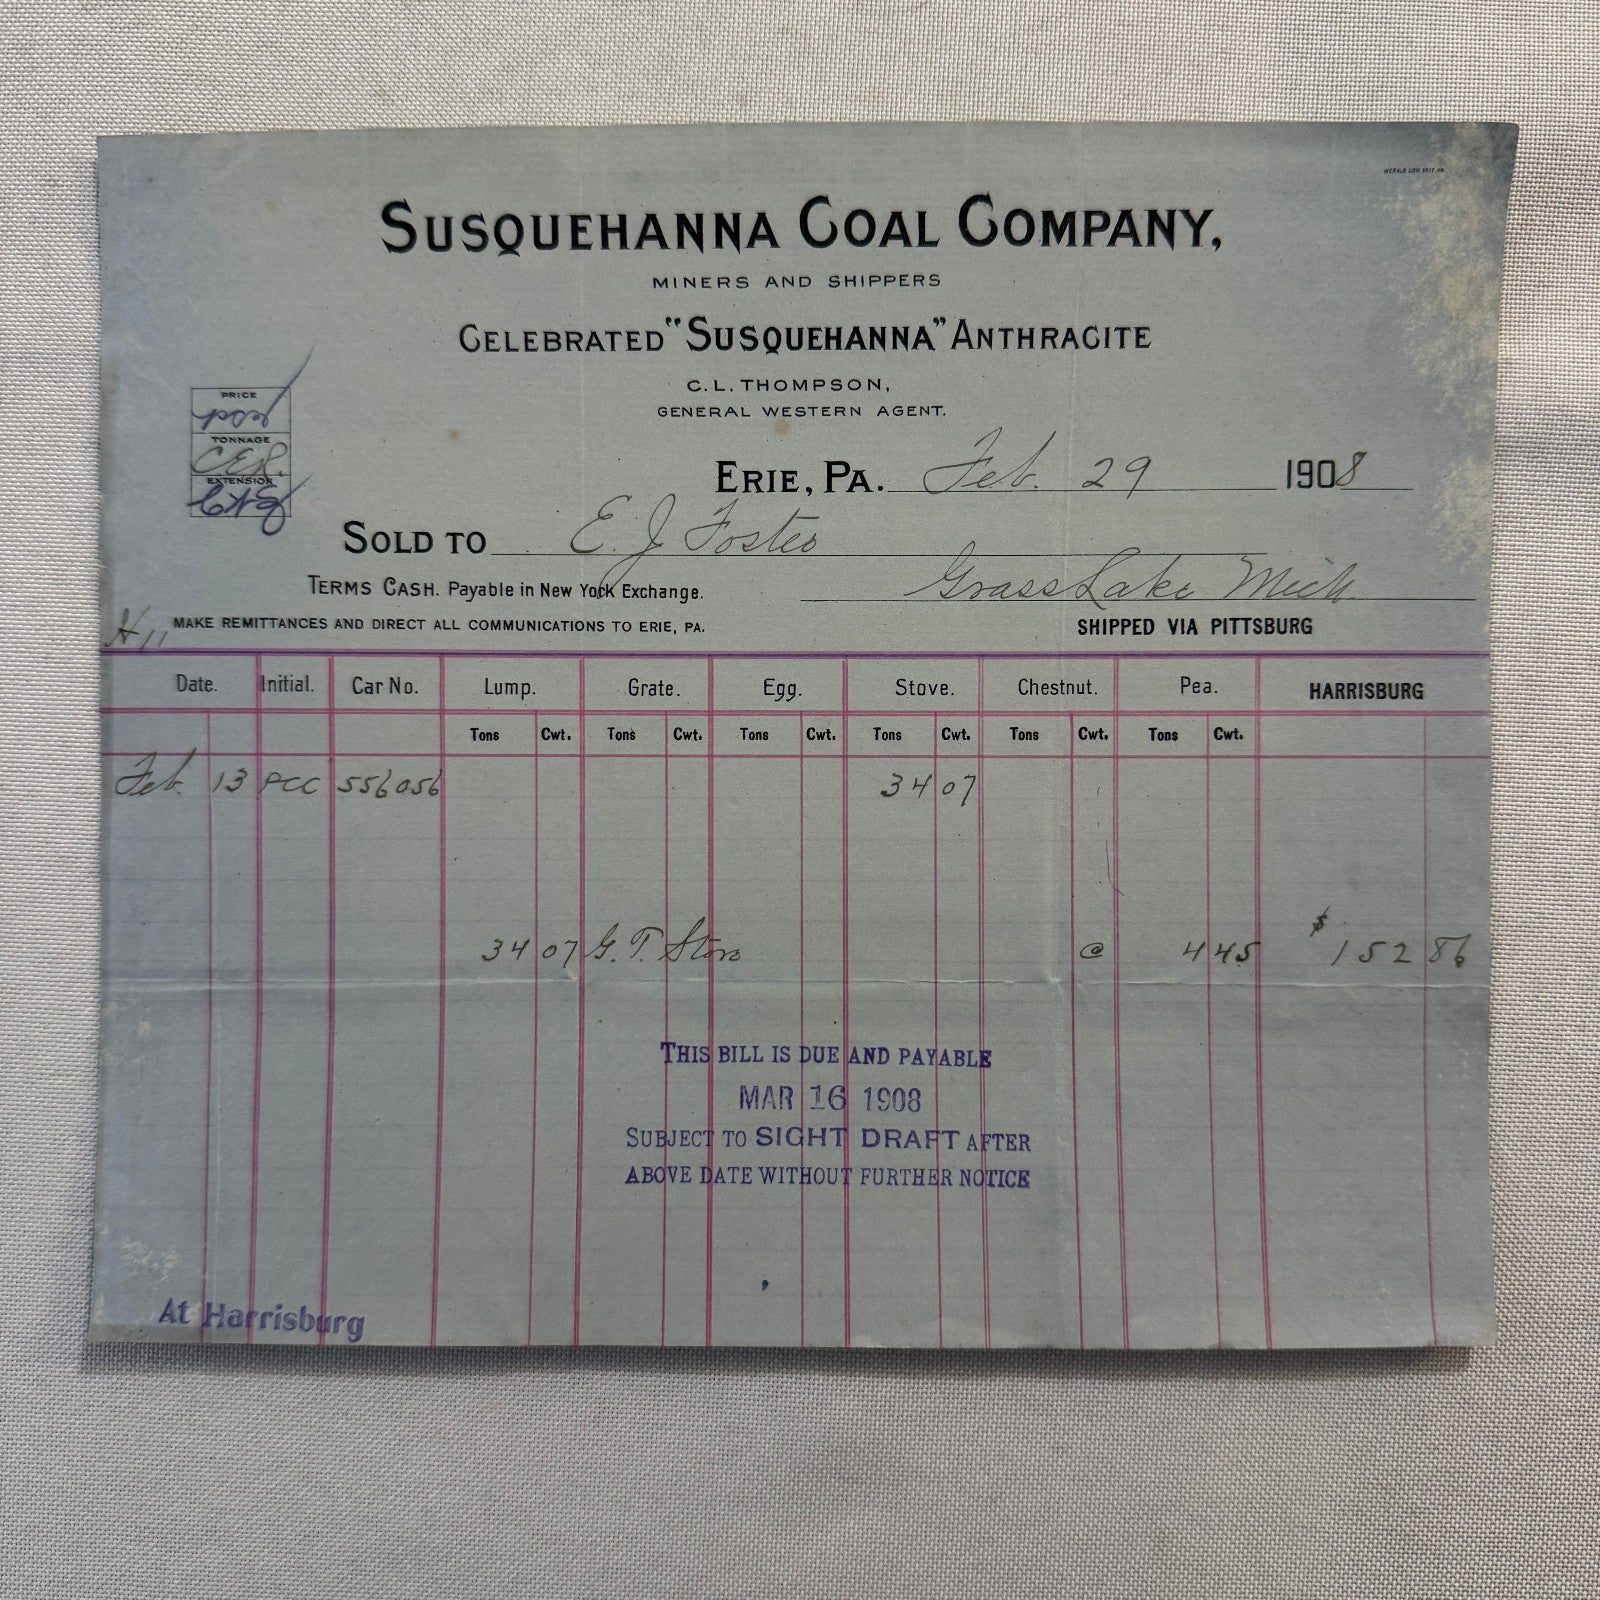 SUSQUEHANNA COAL COMPANY,
MINERS AND SHIPPERS
CELEBRATED "SUSQUEHANNA" ANTHRACITE
C. L. THOMPSON,
GENERAL WESTERN AGENT.
PRICE
TONNAGE
EXTENSION
ERIE, PA. Feb. 29 1908
SOLD TO E. J. Foster
TERMS CASH. Payable in New York Exchange. Grass Lake Mich.
MAKE REMITTANCES AND DIRECT ALL COMMUNICATIONS TO ERIE, PA. SHIPPED VIA PITTSBURG
Date. Initial. Car No. Lump. Grate. Egg. Stove. Chestnut. Pea. HARRISBURG
Tons Cwt. Tons Cwt. Tons Cwt. Tons Cwt. Tons Cwt. Tons Cwt.
Feb. 13 PCC 556056 34 07
34 07 G. T. Stove @ 445 $152 86
THIS BILL IS DUE AND PAYABLE
MAR 16 1908
SUBJECT TO SIGHT DRAFT AFTER
ABOVE DATE WITHOUT FURTHER NOTICE
At Harrisburg